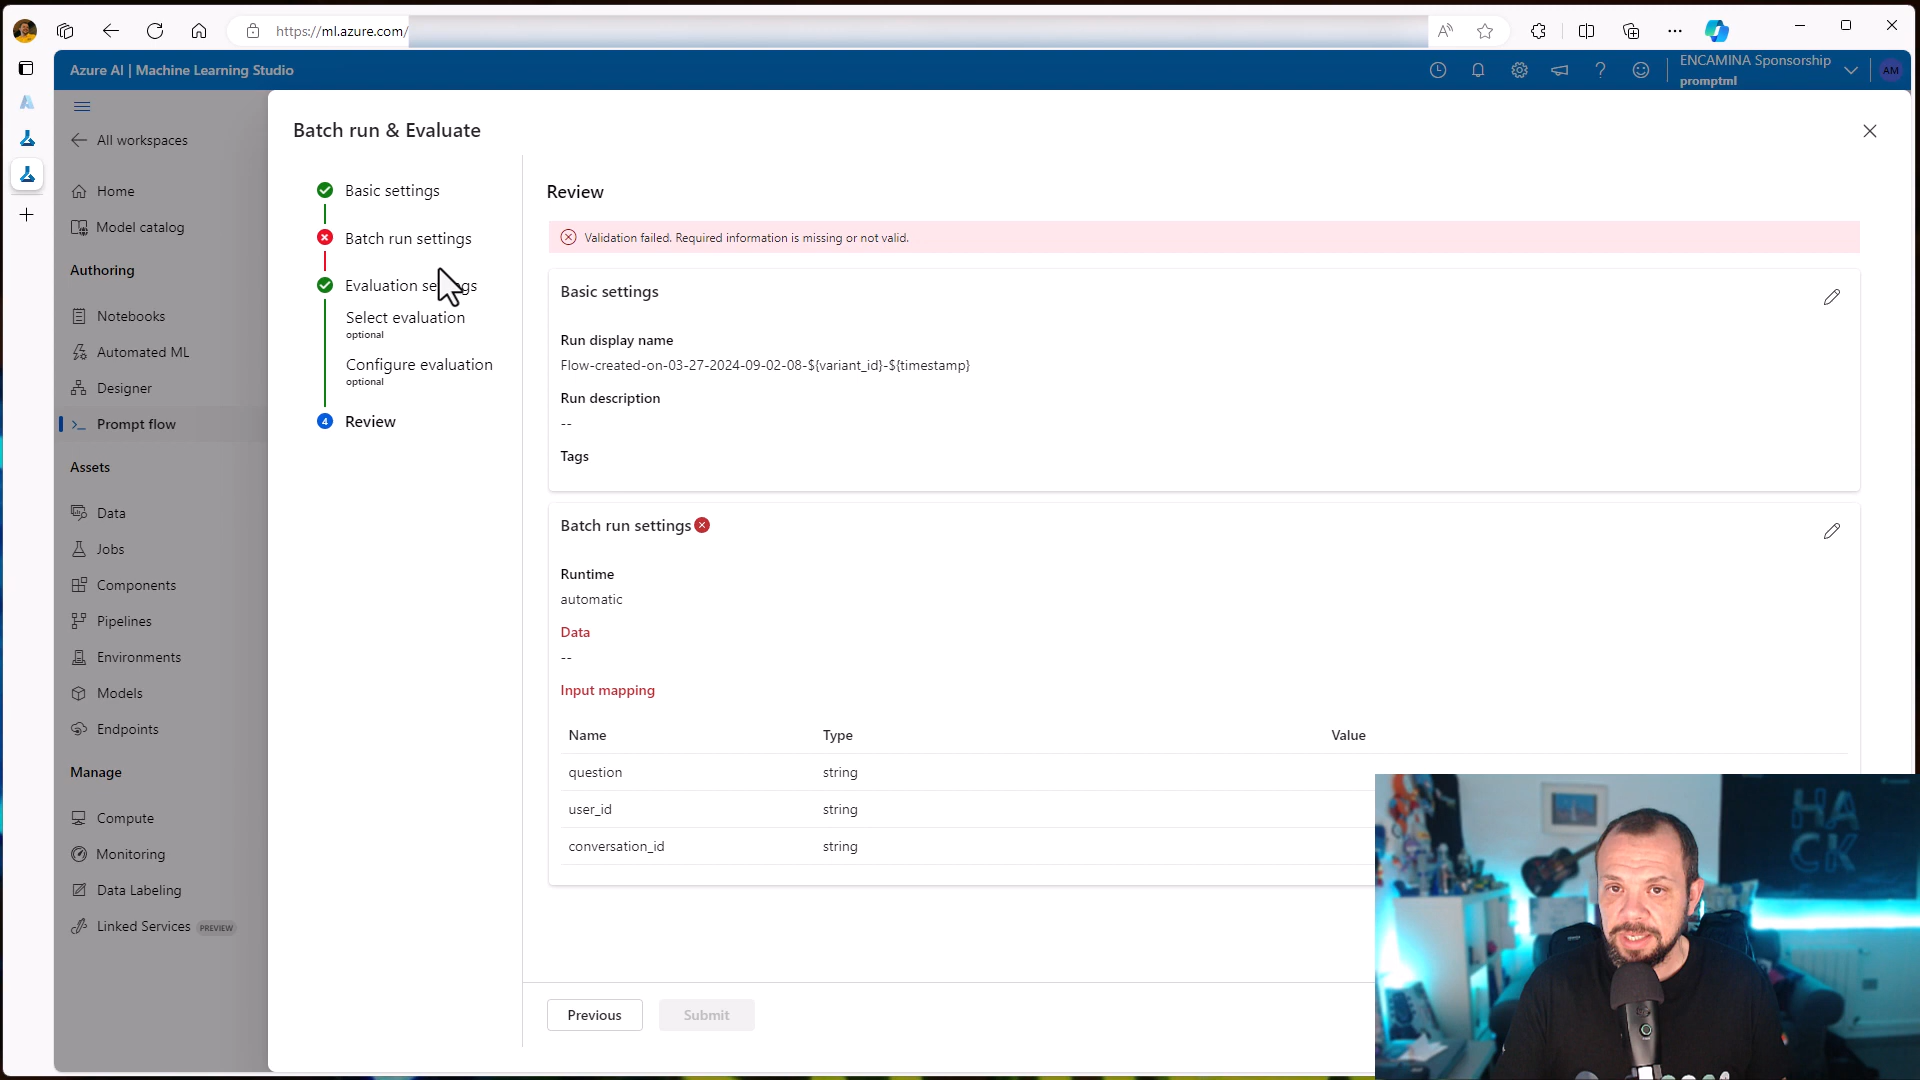 https://ml.azure.com/
Azure AI | Machine Learning Studio
ENCAMINA Sponsorship
promptml
AM
All workspaces
Home
Model catalog
Authoring
Notebooks
Automated ML
Designer
Prompt flow
Assets
Data
Jobs
Components
Pipelines
Environments
Models
Endpoints
Manage
Compute
Monitoring
Data Labeling
Linked Services PREVIEW
Batch run & Evaluate
Basic settings
Batch run settings
Evaluation settings
Select evaluation
optional
Configure evaluation
optional
4 Review
Review
Validation failed. Required information is missing or not valid.
Basic settings
Run display name
Flow-created-on-03-27-2024-09-02-08-${variant_id}-${timestamp}
Run description
--
Tags
Batch run settings
Runtime
automatic
Data
--
Input mapping
Name Type Value
question string
user_id string
conversation_id string
Previous Submit
HA
CK